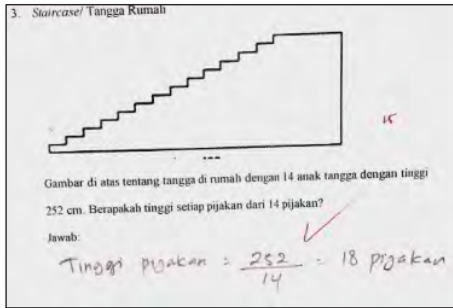 3. Staircase/ Tangga Rumah
15
Gambar di atas tentang tangga di rumah dengan 14 anak tangga dengan tinggi
252 cm. Berapakah tinggi setiap pijakan dari 14 pijakan?
Jawab:
Tinggi pijakan = 252/14 = 18 pijakan